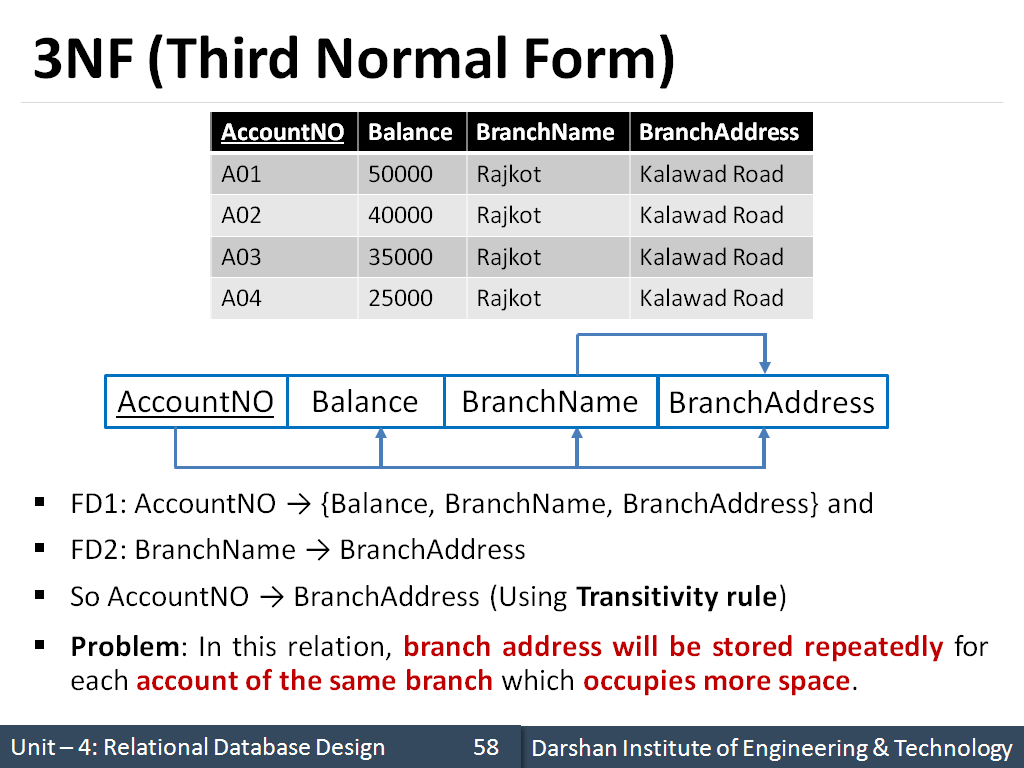 3NF (Third Normal Form)
AccountNO Balance BranchName BranchAddress
A01 50000 Rajkot Kalawad Road
A02 40000 Rajkot Kalawad Road
A03 35000 Rajkot Kalawad Road
A04 25000 Rajkot Kalawad Road
AccountNO Balance BranchName BranchAddress
▪ FD1: AccountNO → {Balance, BranchName, BranchAddress} and
▪ FD2: BranchName → BranchAddress
▪ So AccountNO → BranchAddress (Using Transitivity rule)
▪ Problem: In this relation, branch address will be stored repeatedly for
each account of the same branch which occupies more space.
Unit – 4: Relational Database Design 58 Darshan Institute of Engineering & Technology